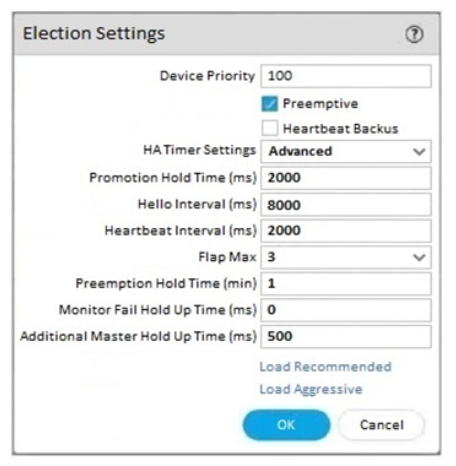 Election Settings ?
Device Priority 100
Preemptive
Heartbeat Backus
HA Timer Settings Advanced
Promotion Hold Time (ms) 2000
Hello Interval (ms) 8000
Heartbeat Interval (ms) 2000
Flap Max 3
Preemption Hold Time (min) 1
Monitor Fail Hold Up Time (ms) 0
Additional Master Hold Up Time (ms) 500
Load Recommended
Load Aggressive
OK Cancel